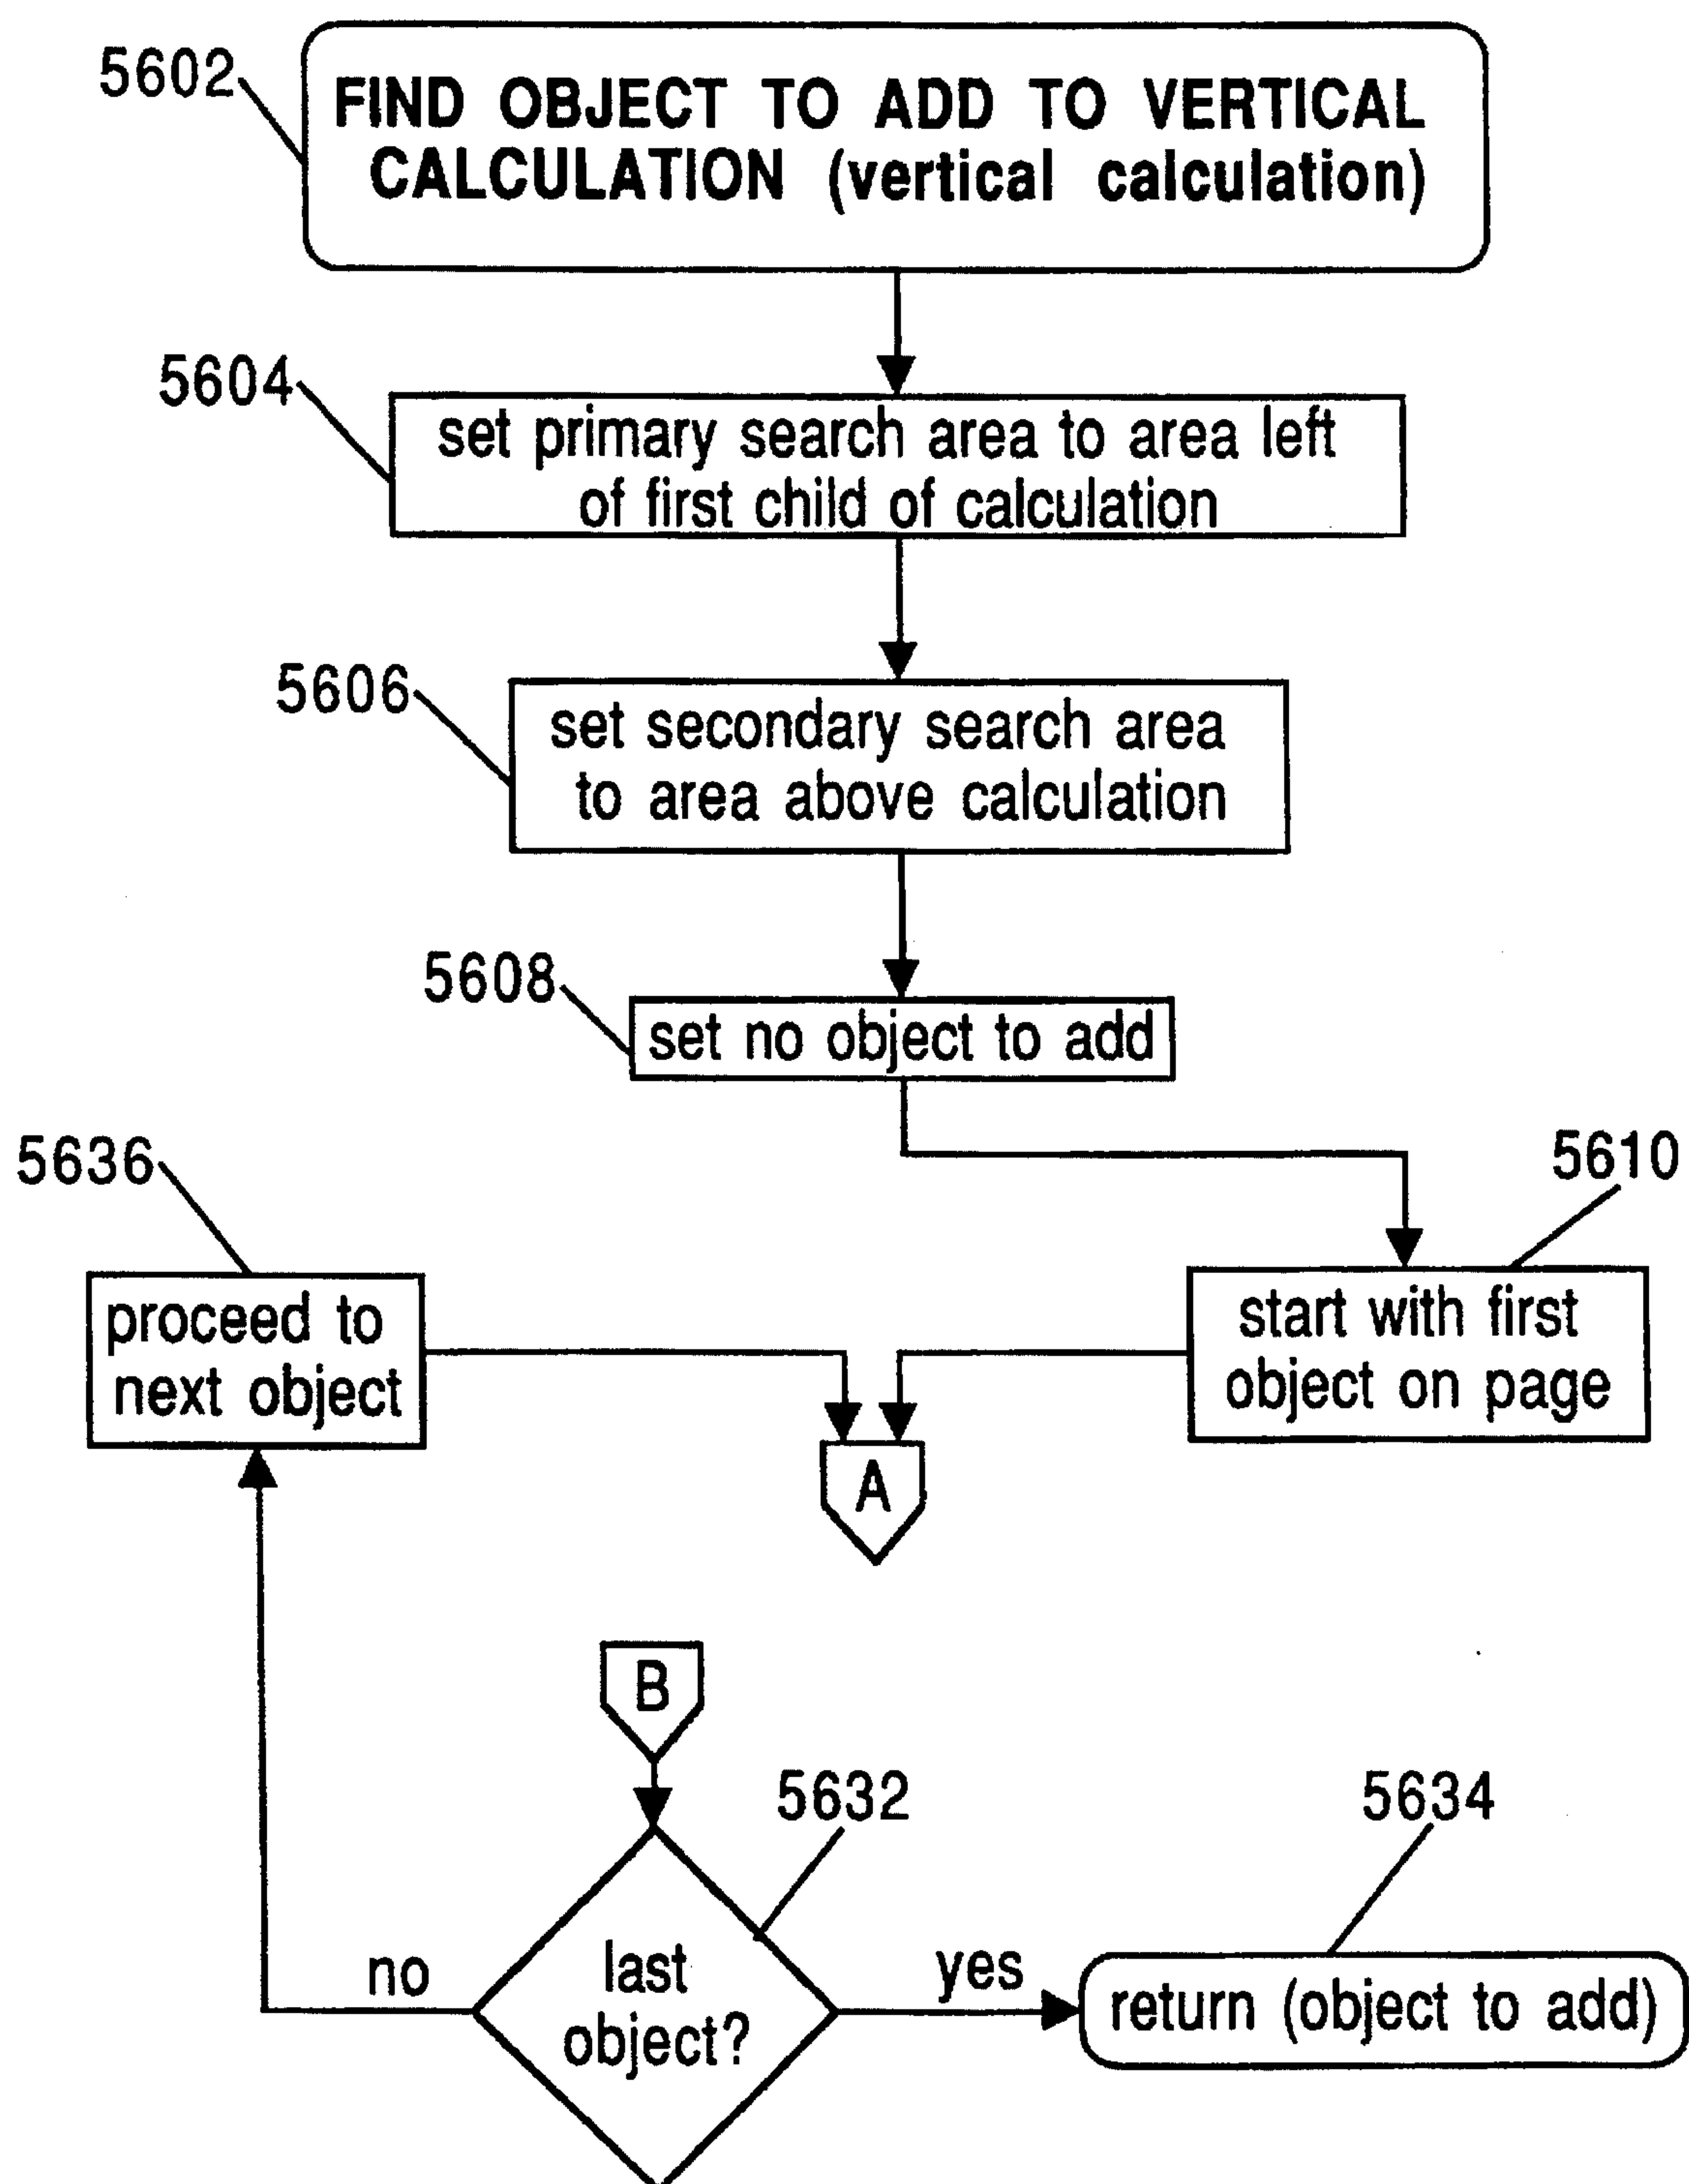 5602
FIND OBJECT TO ADD TO VERTICAL
CALCULATION (vertical calculation)
5604
set primary search area to area left
of first child of calculation
5606
set secondary search area
to area above calculation
5608
set no object to add
5636
5610
proceed to
next object
start with first
object on page
A
B
5632
5634
no
last
object?
yes
return (object to add)